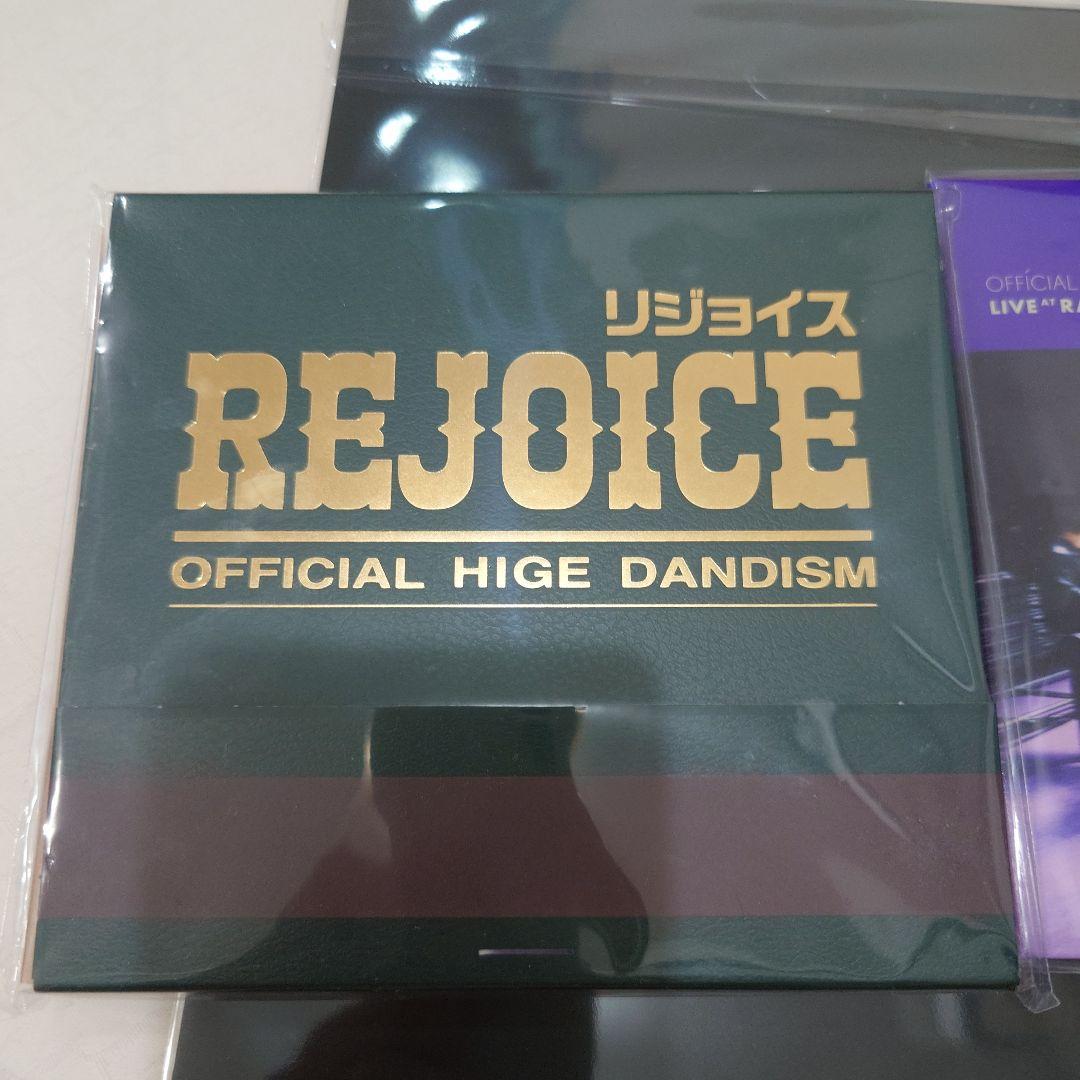 リジョイス
REJOICE
OFFICIAL HIGE DANDISM
OFFICIAL
LIVE AT